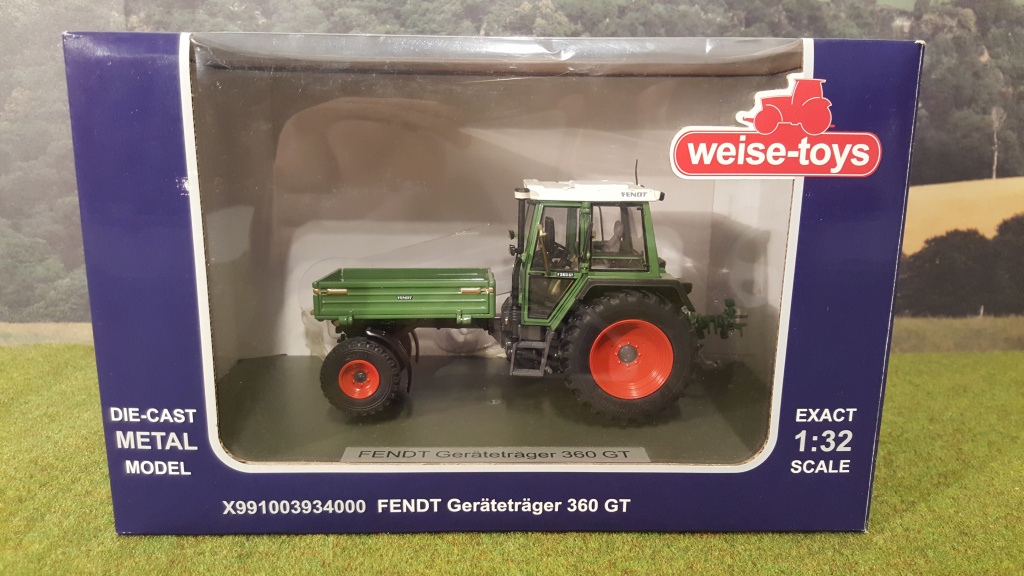 weise-toys
FENDT
FENDT
DIE-CAST
METAL
MODEL
EXACT
1:32
SCALE
FENDT Geräteträger 360 GT
X991003934000 FENDT Geräteträger 360 GT